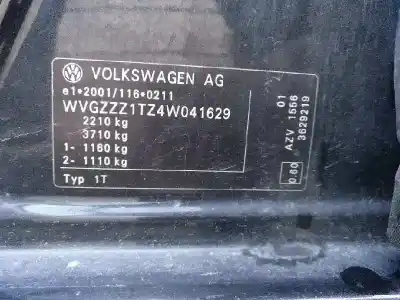 VOLKSWAGEN AG
e1*2001/116*0211
WVGZZZ1TZ4W041629
2210 kg
3710 kg
1- 1160 kg
2- 1110 kg
Typ 1T
01
AZV 1556
3629219
0.60